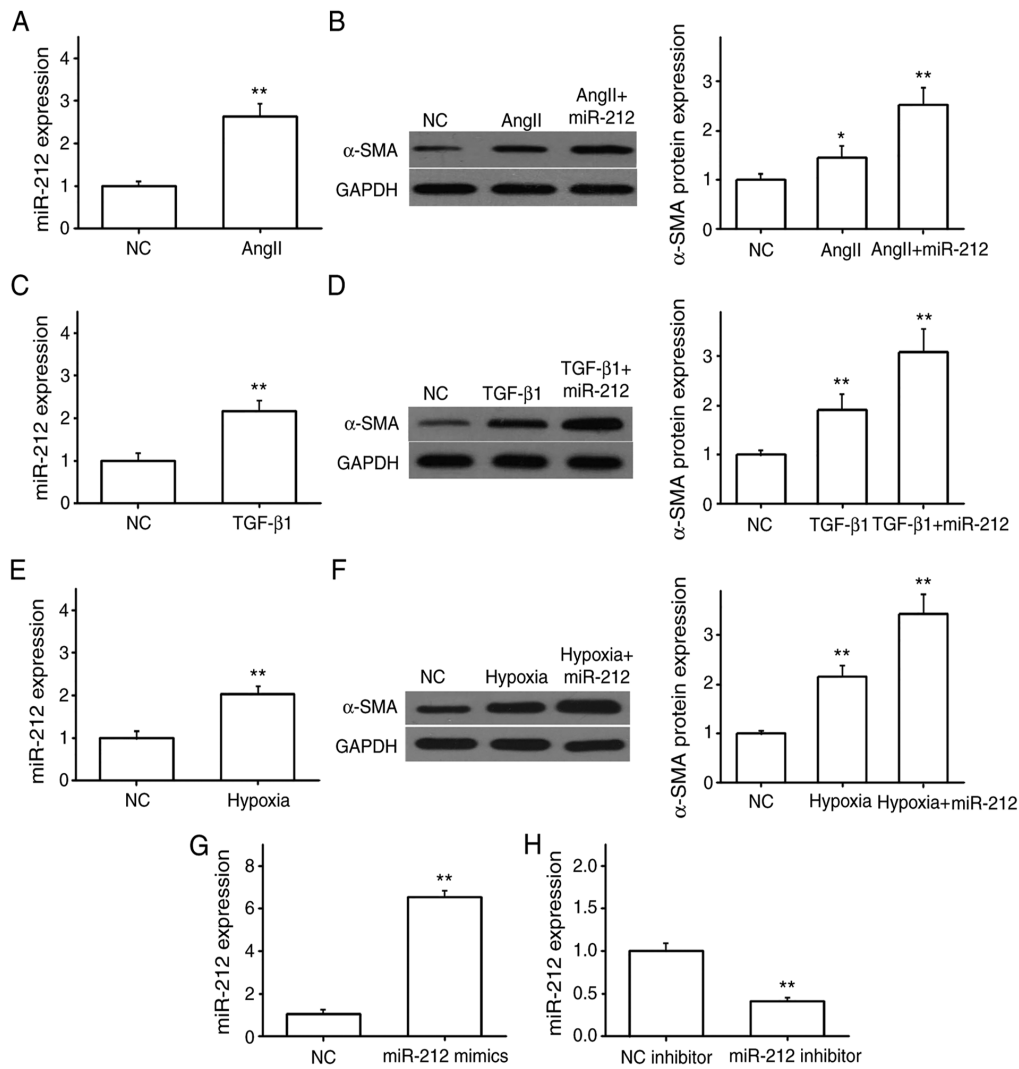 A
miR-212 expression
4
3
2
1
0
**
NC
AngII
B
NC
AngII
AngII+
miR-212
α-SMA
GAPDH
α-SMA protein expression
3
2
1
0
*
**
NC
AngII
AngII+miR-212
C
miR-212 expression
4
3
2
1
0
**
NC
TGF-β1
D
NC
TGF-β1
TGF-β1+
miR-212
α-SMA
GAPDH
α-SMA protein expression
3
2
1
0
**
**
NC
TGF-β1
TGF-β1+miR-212
E
miR-212 expression
4
3
2
1
0
**
NC
Hypoxia
F
NC
Hypoxia
Hypoxia+
miR-212
α-SMA
GAPDH
α-SMA protein expression
3
2
1
0
**
**
NC
Hypoxia
Hypoxia+miR-212
G
miR-212 expression
8
6
4
2
0
**
NC
miR-212 mimics
H
miR-212 expression
2.0
1.5
1.0
0.5
0.0
**
NC inhibitor
miR-212 inhibitor